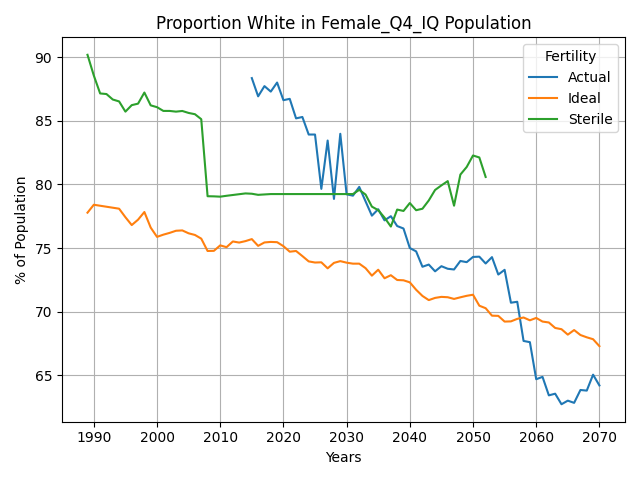 Proportion White in Female_Q4_IQ Population
% of Population
90
85
80
75
70
65
Fertility
Actual
Ideal
Sterile
1990 2000 2010 2020 2030 2040 2050 2060 2070
Years